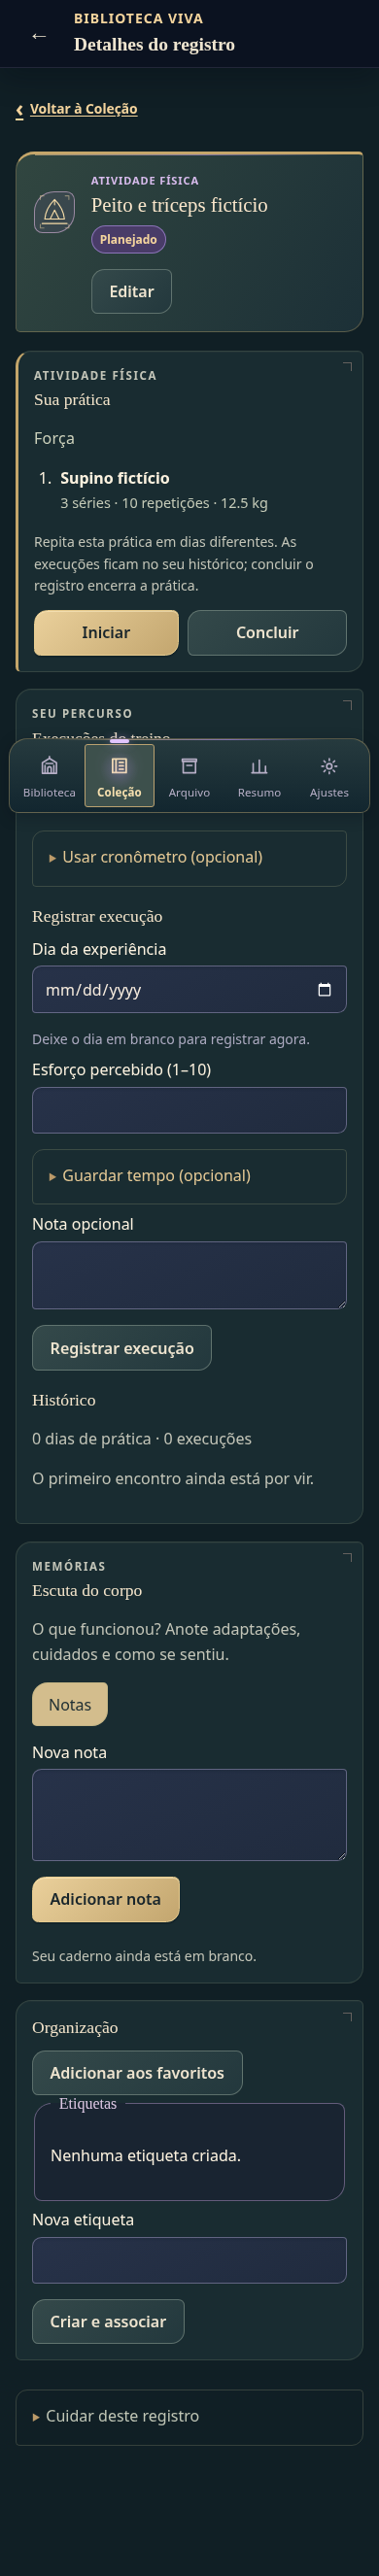 ←
BIBLIOTECA VIVA
Detalhes do registro
‹ Voltar à Coleção
ATIVIDADE FÍSICA
Peito e tríceps fictício
Planejado
Editar
ATIVIDADE FÍSICA
Sua prática
Força
1. Supino fictício
3 séries · 10 repetições · 12.5 kg
Repita esta prática em dias diferentes. As
execuções ficam no seu histórico; concluir o
registro encerra a prática.
Iniciar
Concluir
SEU PERCURSO
Execuções do treino
Biblioteca
Coleção
Arquivo
Resumo
Ajustes
▸ Usar cronômetro (opcional)
Registrar execução
Dia da experiência
mm/dd/yyyy
Deixe o dia em branco para registrar agora.
Esforço percebido (1–10)
▸ Guardar tempo (opcional)
Nota opcional
Registrar execução
Histórico
0 dias de prática · 0 execuções
O primeiro encontro ainda está por vir.
MEMÓRIAS
Escuta do corpo
O que funcionou? Anote adaptações,
cuidados e como se sentiu.
Notas
Nova nota
Adicionar nota
Seu caderno ainda está em branco.
Organização
Adicionar aos favoritos
Etiquetas
Nenhuma etiqueta criada.
Nova etiqueta
Criar e associar
▸ Cuidar deste registro